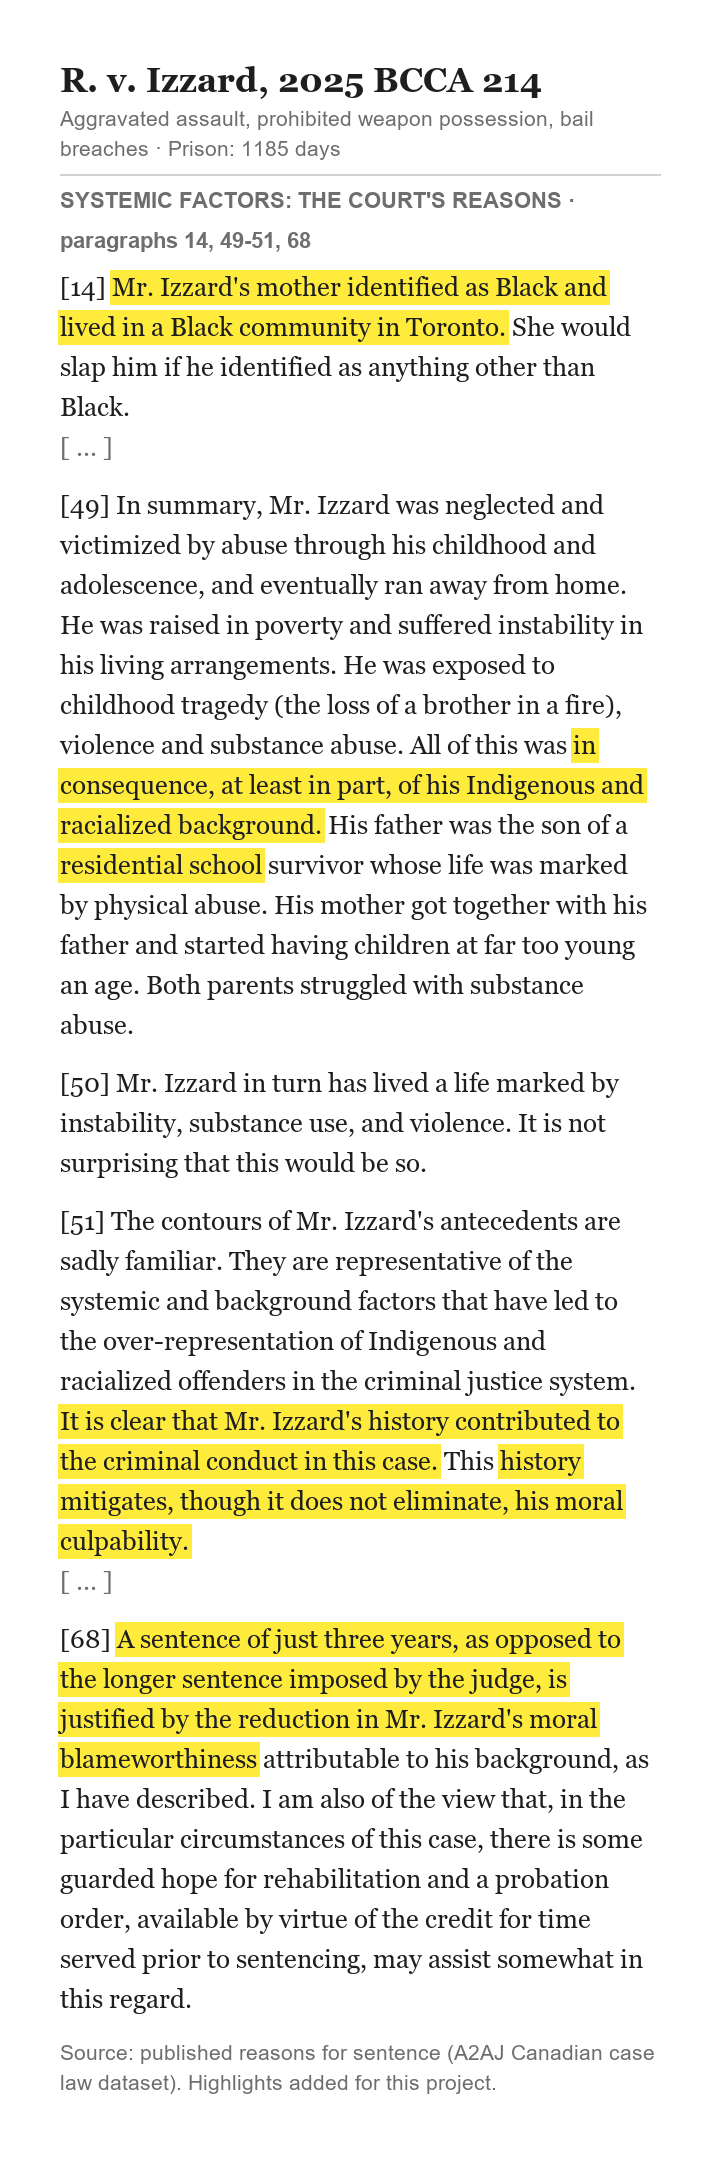 R. v. Izzard, 2025 BCCA 214
Aggravated assault, prohibited weapon possession, bail
breaches · Prison: 1185 days
SYSTEMIC FACTORS: THE COURT'S REASONS ·
paragraphs 14, 49-51, 68
[14] Mr. Izzard's mother identified as Black and
lived in a Black community in Toronto. She would
slap him if he identified as anything other than
Black.
[ ... ]
[49] In summary, Mr. Izzard was neglected and
victimized by abuse through his childhood and
adolescence, and eventually ran away from home.
He was raised in poverty and suffered instability in
his living arrangements. He was exposed to
childhood tragedy (the loss of a brother in a fire),
violence and substance abuse. All of this was in
consequence, at least in part, of his Indigenous and
racialized background. His father was the son of a
residential school survivor whose life was marked
by physical abuse. His mother got together with his
father and started having children at far too young
an age. Both parents struggled with substance
abuse.
[50] Mr. Izzard in turn has lived a life marked by
instability, substance use, and violence. It is not
surprising that this would be so.
[51] The contours of Mr. Izzard's antecedents are
sadly familiar. They are representative of the
systemic and background factors that have led to
the over-representation of Indigenous and
racialized offenders in the criminal justice system.
It is clear that Mr. Izzard's history contributed to
the criminal conduct in this case. This history
mitigates, though it does not eliminate, his moral
culpability.
[ ... ]
[68] A sentence of just three years, as opposed to
the longer sentence imposed by the judge, is
justified by the reduction in Mr. Izzard's moral
blameworthiness attributable to his background, as
I have described. I am also of the view that, in the
particular circumstances of this case, there is some
guarded hope for rehabilitation and a probation
order, available by virtue of the credit for time
served prior to sentencing, may assist somewhat in
this regard.
Source: published reasons for sentence (A2AJ Canadian case
law dataset). Highlights added for this project.